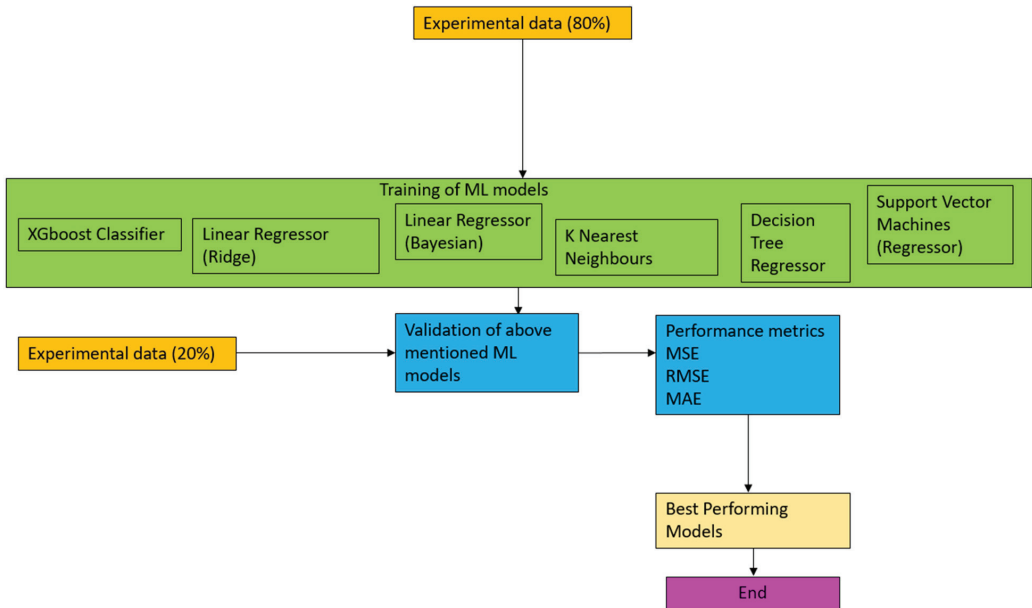 Experimental data (80%)
Training of ML models
XGboost Classifier
Linear Regressor
(Ridge)
Linear Regressor
(Bayesian)
K Nearest
Neighbours
Decision
Tree
Regressor
Support Vector
Machines
(Regressor)
Experimental data (20%)
Validation of above
mentioned ML
models
Performance metrics
MSE
RMSE
MAE
Best Performing
Models
End